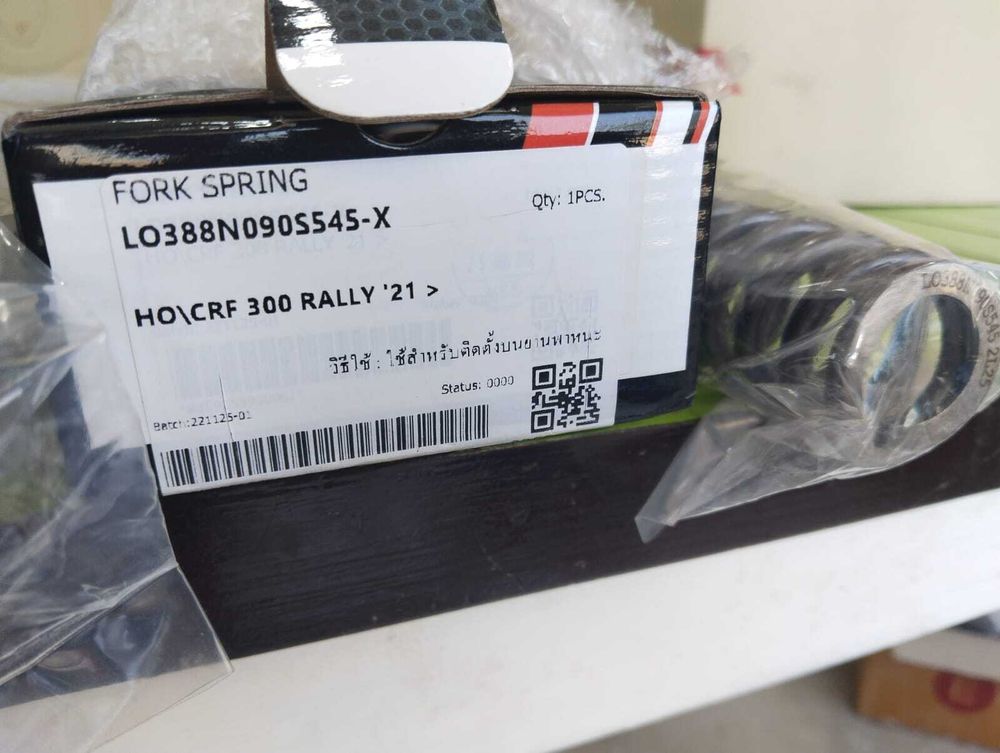 FORK SPRING
Qty: 1PCS.
LO388N090S545-X
HO\CRF 300 RALLY '21 >
วิธีใช้ : ใช้สำหรับติดตั้งบนยานพาหนะ
Status: 0000
Batch:221125-01